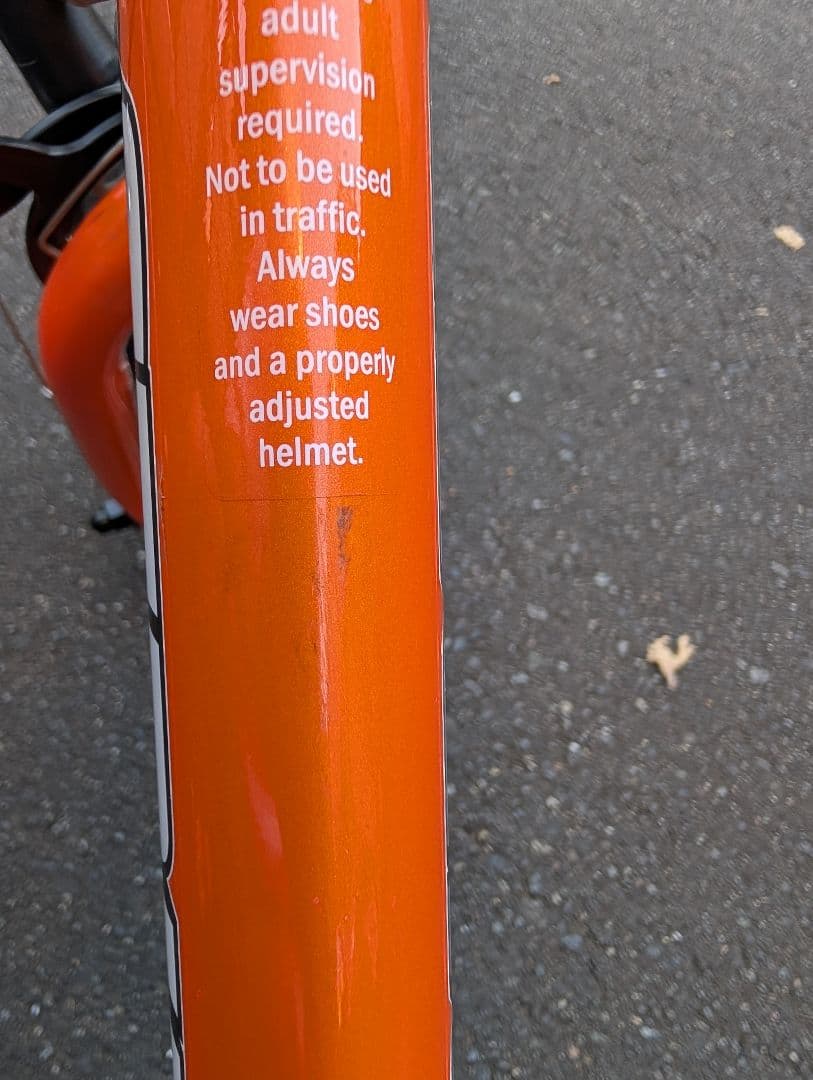 adult
supervision
required.
Not to be used
in traffic.
Always
wear shoes
and a properly
adjusted
helmet.